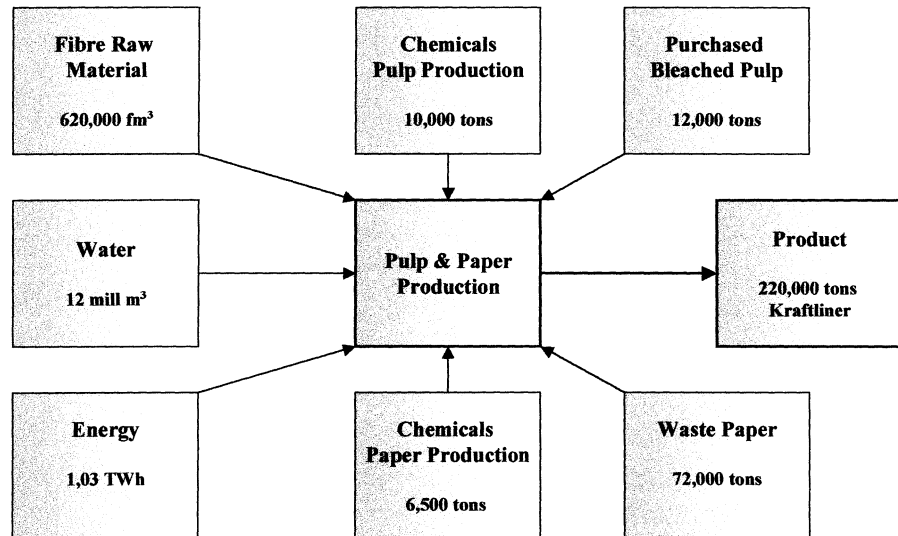 Fibre Raw
Material
620,000 fm³
Chemicals
Pulp Production
10,000 tons
Purchased
Bleached Pulp
12,000 tons
Water
12 mill m³
Pulp & Paper
Production
Product
220,000 tons
Kraftliner
Energy
1,03 TWh
Chemicals
Paper Production
6,500 tons
Waste Paper
72,000 tons